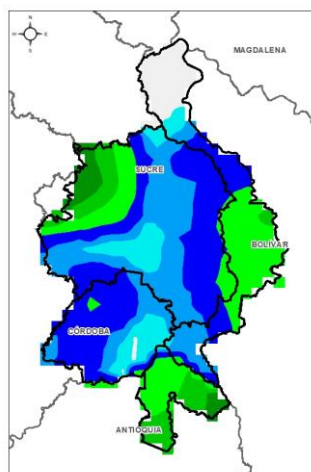 N
W E
S
MAGDALENA
SUCRE
BOLIVAR
CÓRDOBA
ANTIOQUIA